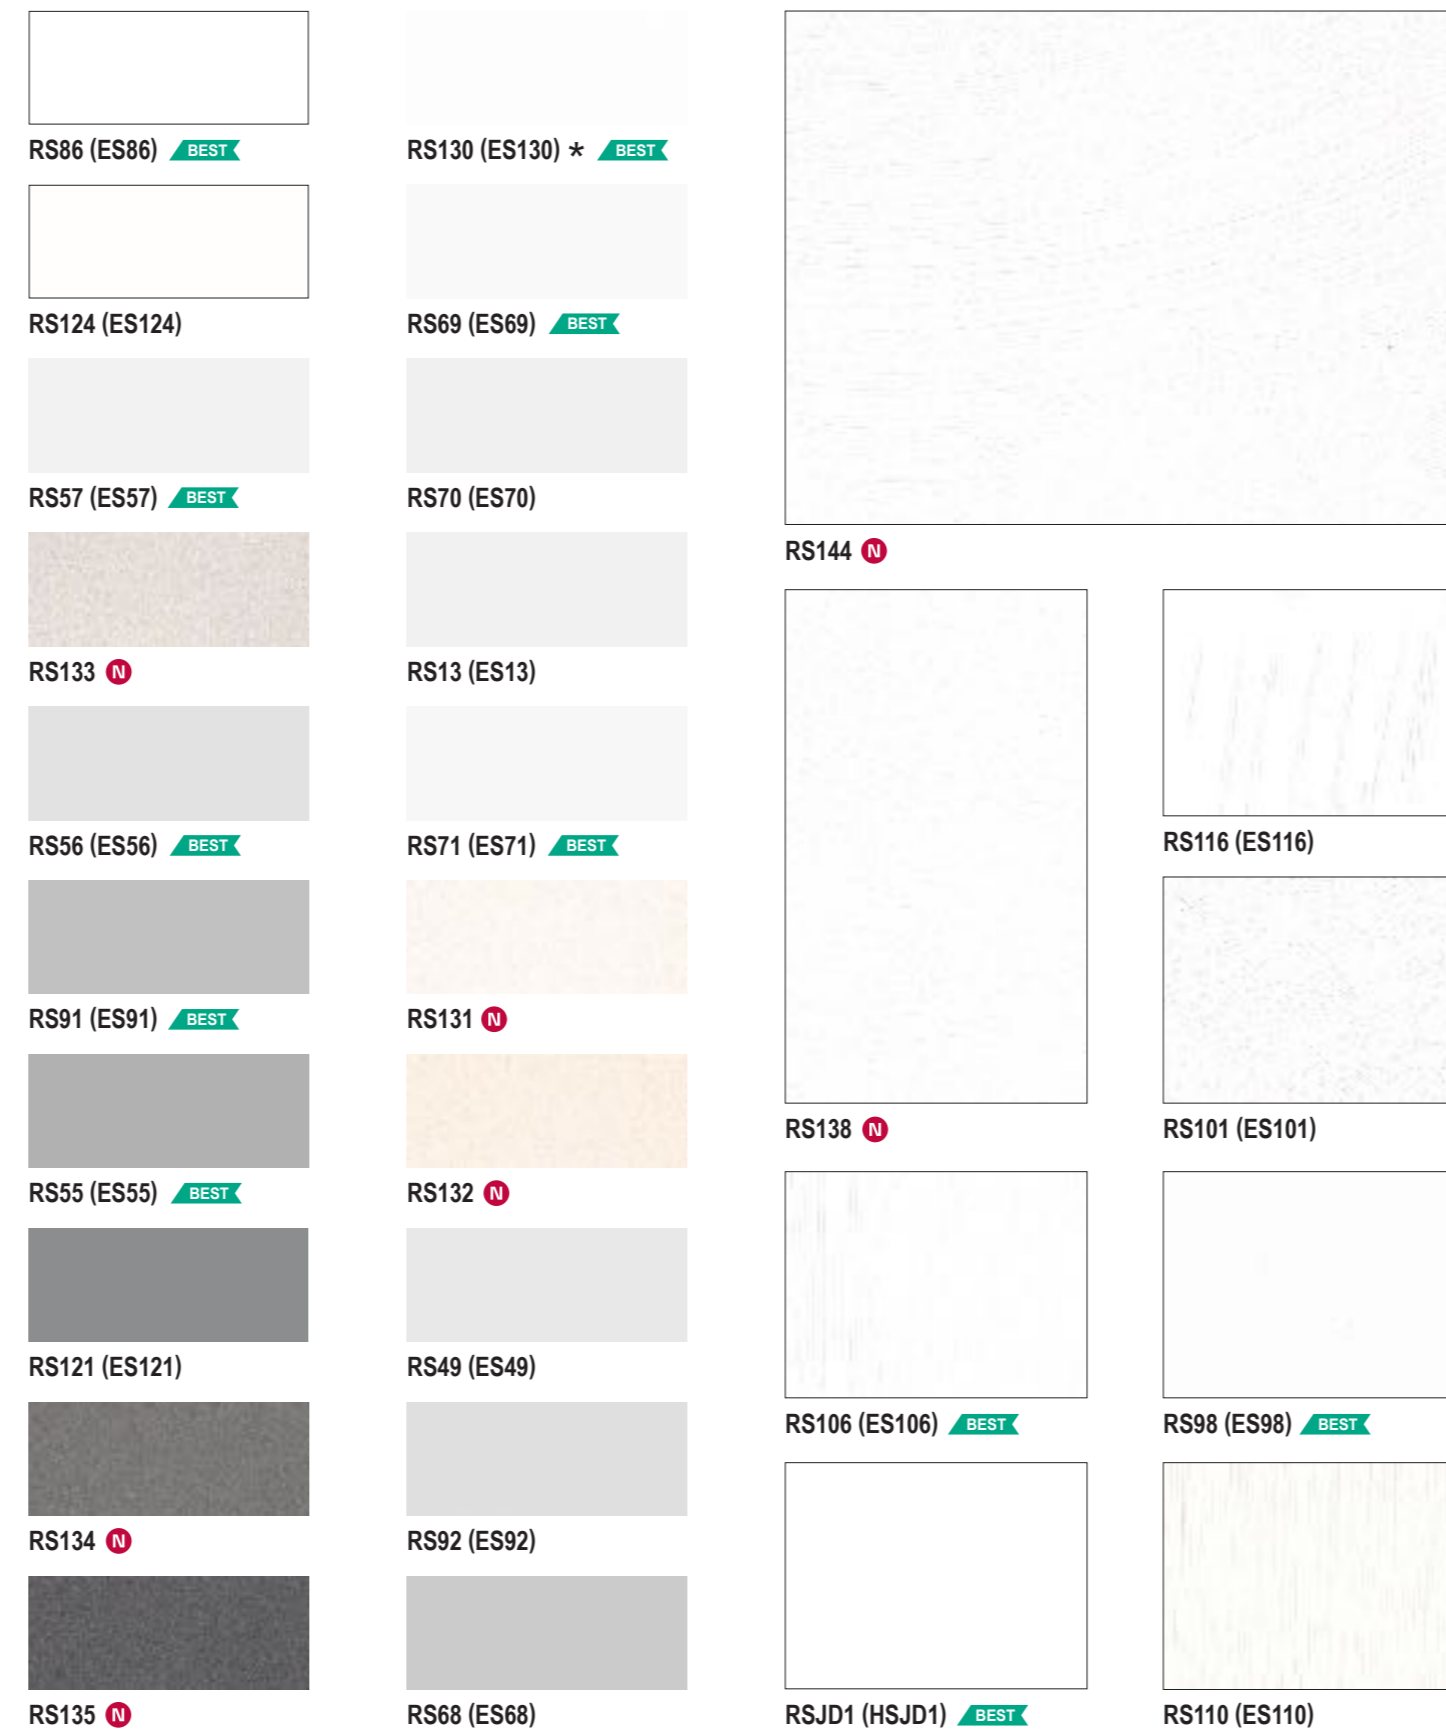 RS86 (ES86) BEST
RS130 (ES130) * BEST
RS124 (ES124)
RS69 (ES69) BEST
RS57 (ES57) BEST
RS70 (ES70)
RS144 N
RS133 N
RS13 (ES13)
RS56 (ES56) BEST
RS71 (ES71) BEST
RS116 (ES116)
RS91 (ES91) BEST
RS131 N
RS138 N
RS101 (ES101)
RS55 (ES55) BEST
RS132 N
RS121 (ES121)
RS49 (ES49)
RS106 (ES106) BEST
RS98 (ES98) BEST
RS134 N
RS92 (ES92)
RS135 N
RS68 (ES68)
RSJD1 (HSJD1) BEST
RS110 (ES110)